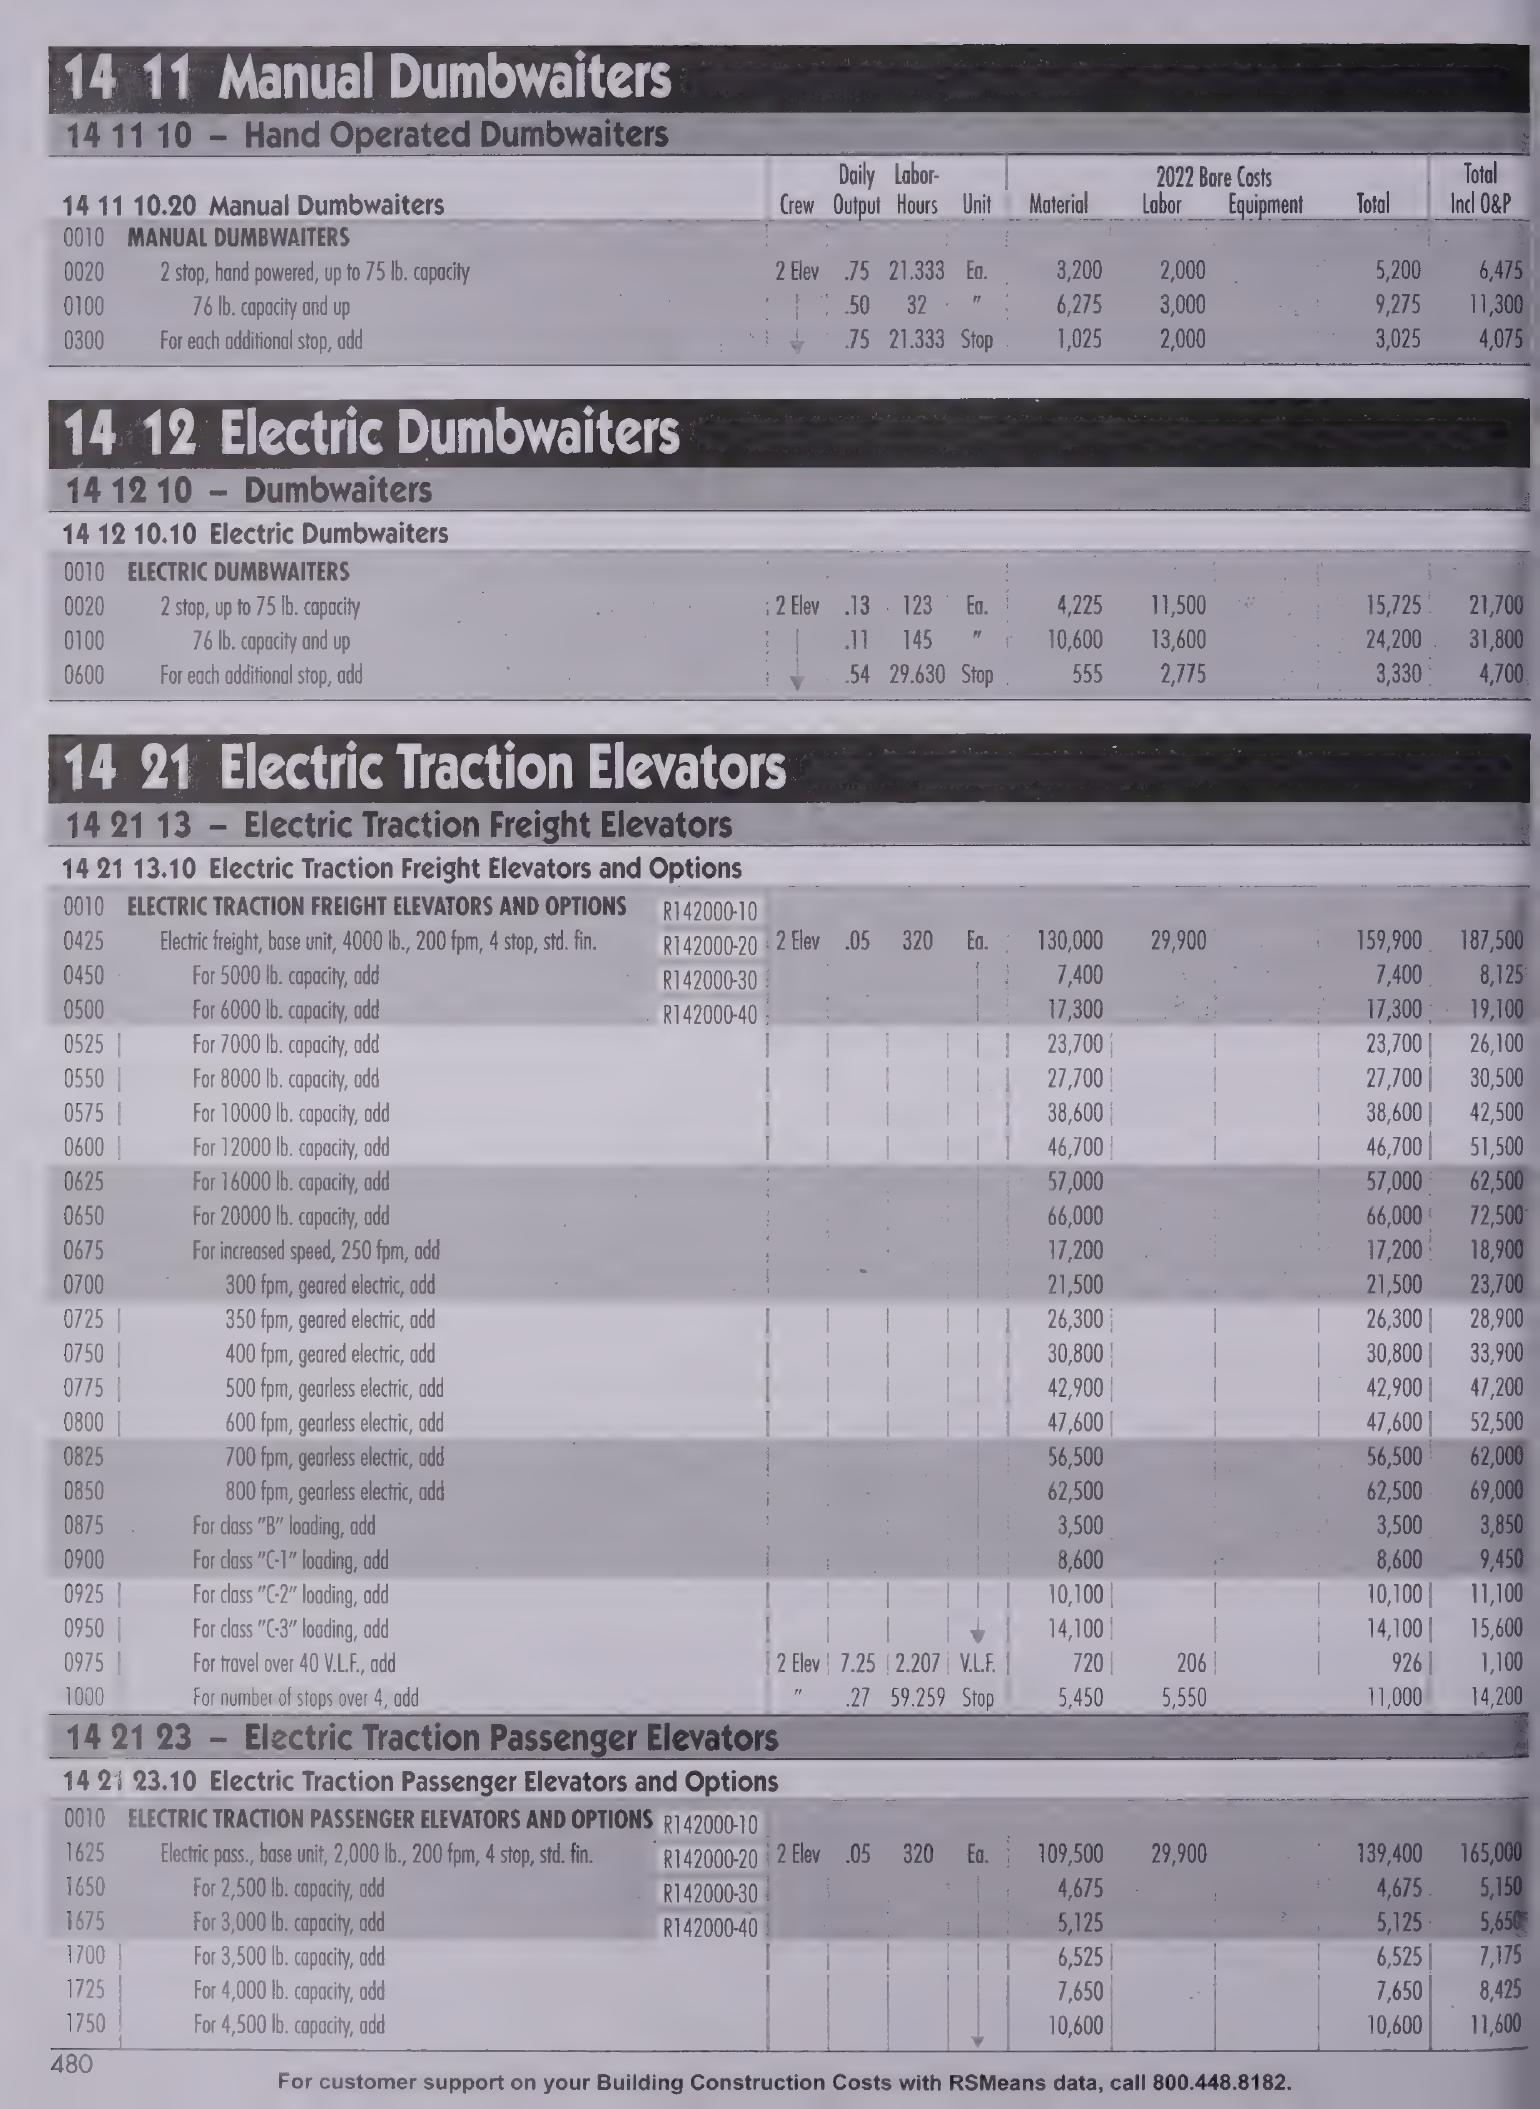 14 11 Manual Dumbwaiters
14 11 10 – Hand Operated Dumbwaiters
14 11 10.20 Manual Dumbwaiters Crew Daily Output Labor-Hours Unit Material Labor Equipment Total Total Incl O&P
2022 Bare Costs
0010 MANUAL DUMBWAITERS
0020 2 stop, hand powered, up to 75 lb. capacity 2 Elev .75 21.333 Ea. 3,200 2,000 5,200 6,475
0100 76 lb. capacity and up .50 32 " 6,275 3,000 9,275 11,300
0300 For each additional stop, add .75 21.333 Stop 1,025 2,000 3,025 4,075
14 12 Electric Dumbwaiters
14 12 10 – Dumbwaiters
14 12 10.10 Electric Dumbwaiters
0010 ELECTRIC DUMBWAITERS
0020 2 stop, up to 75 lb. capacity 2 Elev .13 123 Ea. 4,225 11,500 15,725 21,700
0100 76 lb. capacity and up .11 145 " 10,600 13,600 24,200 31,800
0600 For each additional stop, add .54 29.630 Stop 555 2,775 3,330 4,700
14 21 Electric Traction Elevators
14 21 13 – Electric Traction Freight Elevators
14 21 13.10 Electric Traction Freight Elevators and Options
0010 ELECTRIC TRACTION FREIGHT ELEVATORS AND OPTIONS R142000-10
0425 Electric freight, base unit, 4000 lb., 200 fpm, 4 stop, std. fin. R142000-20 2 Elev .05 320 Ea. 130,000 29,900 159,900 187,500
0450 For 5000 lb. capacity, add R142000-30 7,400 7,400 8,125
0500 For 6000 lb. capacity, add R142000-40 17,300 17,300 19,100
0525 For 7000 lb. capacity, add 23,700 23,700 26,100
0550 For 8000 lb. capacity, add 27,700 27,700 30,500
0575 For 10000 lb. capacity, add 38,600 38,600 42,500
0600 For 12000 lb. capacity, add 46,700 46,700 51,500
0625 For 16000 lb. capacity, add 57,000 57,000 62,500
0650 For 20000 lb. capacity, add 66,000 66,000 72,500
0675 For increased speed, 250 fpm, add 17,200 17,200 18,900
0700 300 fpm, geared electric, add 21,500 21,500 23,700
0725 350 fpm, geared electric, add 26,300 26,300 28,900
0750 400 fpm, geared electric, add 30,800 30,800 33,900
0775 500 fpm, gearless electric, add 42,900 42,900 47,200
0800 600 fpm, gearless electric, add 47,600 47,600 52,500
0825 700 fpm, gearless electric, add 56,500 56,500 62,000
0850 800 fpm, gearless electric, add 62,500 62,500 69,000
0875 For class "B" loading, add 3,500 3,500 3,850
0900 For class "C-1" loading, add 8,600 8,600 9,450
0925 For class "C-2" loading, add 10,100 10,100 11,100
0950 For class "C-3" loading, add 14,100 14,100 15,600
0975 For travel over 40 V.L.F., add 2 Elev 7.25 2.207 V.L.F. 720 206 926 1,100
1000 For number of stops over 4, add " .27 59.259 Stop 5,450 5,550 11,000 14,200
14 21 23 – Electric Traction Passenger Elevators
14 21 23.10 Electric Traction Passenger Elevators and Options
0010 ELECTRIC TRACTION PASSENGER ELEVATORS AND OPTIONS R142000-10
1625 Electric pass., base unit, 2,000 lb., 200 fpm, 4 stop, std. fin. R142000-20 2 Elev .05 320 Ea. 109,500 29,900 139,400 165,000
1650 For 2,500 lb. capacity, add R142000-30 4,675 4,675 5,150
1675 For 3,000 lb. capacity, add R142000-40 5,125 5,125 5,650
1700 For 3,500 lb. capacity, add 6,525 6,525 7,175
1725 For 4,000 lb. capacity, add 7,650 7,650 8,425
1750 For 4,500 lb. capacity, add 10,600 10,600 11,600
480
For customer support on your Building Construction Costs with RSMeans data, call 800.448.8182.